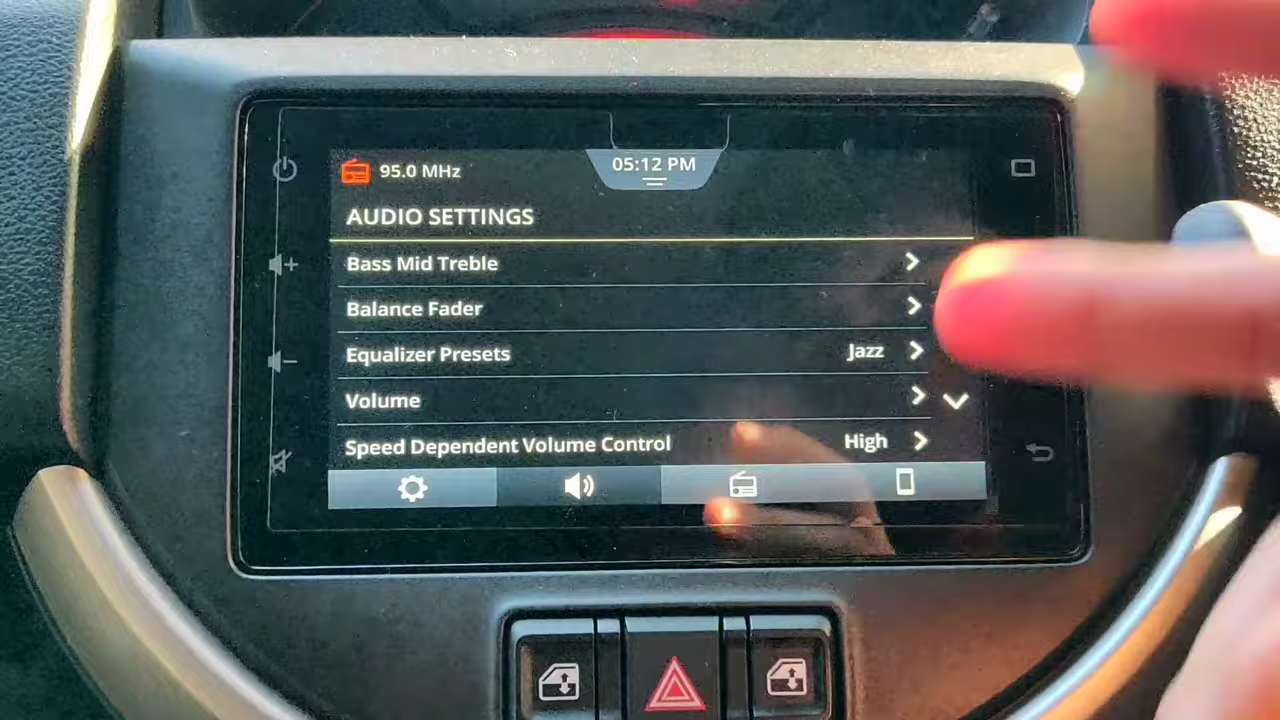 95.0 MHz
05:12 PM
AUDIO SETTINGS
Bass Mid Treble
Balance Fader
Equalizer Presets Jazz
Volume
Speed Dependent Volume Control High